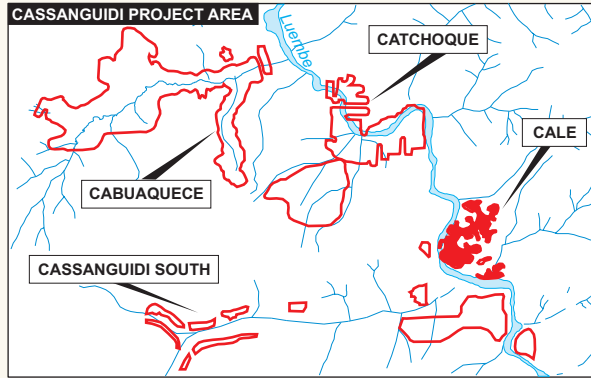 CASSANGUIDI PROJECT AREA
Luembe
CATCHOQUE
CALE
CABUAQUECE
CASSANGUIDI SOUTH